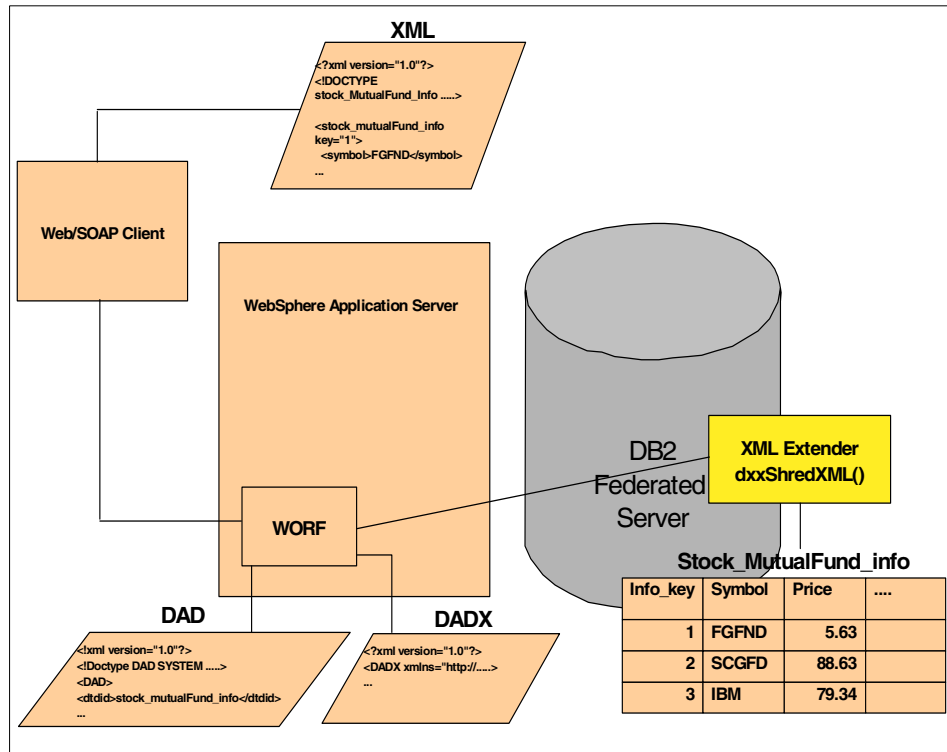 XML
<?xml version="1.0"?>
<!DOCTYPE
stock_MutualFund_Info .....>
<stock_mutualFund_info
key="1">
<symbol>FGFND</symbol>
...
Web/SOAP Client
WebSphere Application Server
WORF
DB2
Federated
Server
XML Extender
dxxShredXML()
Stock_MutualFund_info
Info_key Symbol Price ....
1 FGFND 5.63
2 SCGFD 88.63
3 IBM 79.34
DAD
<!xml version="1.0"?>
<!Doctype DAD SYSTEM .....>
<DAD>
<dtdid>stock_mutualFund_info</dtdid>
...
DADX
<?xml version="1.0"?>
<DADX xmlns="http://.....>
...